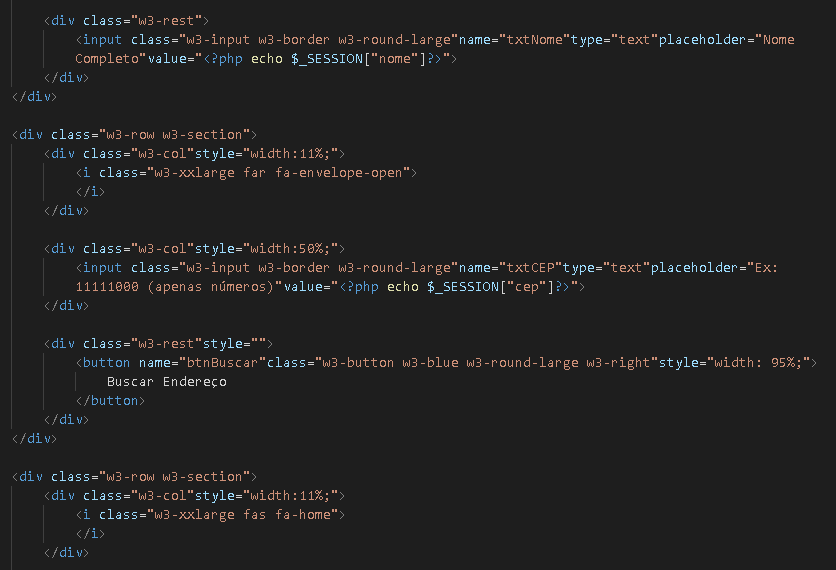 <div class="w3-rest">
<input class="w3-input w3-border w3-round-large"name="txtNome"type="text"placeholder="Nome
Completo"value="<?php echo $_SESSION["nome"]?>">
</div>
</div>
<div class="w3-row w3-section">
<div class="w3-col"style="width:11%;">
<i class="w3-xxlarge far fa-envelope-open">
</i>
</div>
<div class="w3-col"style="width:50%;">
<input class="w3-input w3-border w3-round-large"name="txtCEP"type="text"placeholder="Ex:
11111000 (apenas números)"value="<?php echo $_SESSION["cep"]?>">
</div>
<div class="w3-rest"style="">
<button name="btnBuscar"class="w3-button w3-blue w3-round-large w3-right"style="width: 95%;">
Buscar Endereço
</button>
</div>
</div>
<div class="w3-row w3-section">
<div class="w3-col"style="width:11%;">
<i class="w3-xxlarge fas fa-home">
</i>
</div>